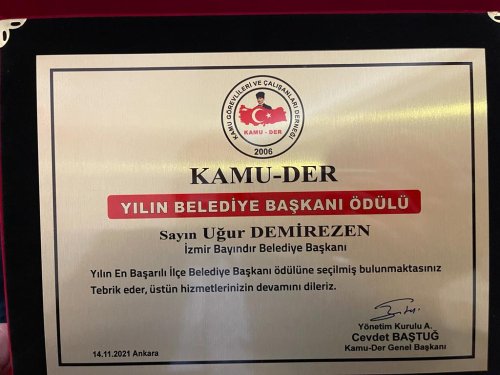 KAMU GÖREVLİLERİ VE ÇALIŞANLARI DERNEĞİ
KAMU - DER
2006
KAMU-DER
YILIN BELEDİYE BAŞKANI ÖDÜLÜ
Sayın Uğur DEMİREZEN
İzmir Bayındır Belediye Başkanı
Yılın En Başarılı İlçe Belediye Başkanı ödülüne seçilmiş bulunmaktasınız
Tebrik eder, üstün hizmetlerinizin devamını dileriz.
Yönetim Kurulu A.
Cevdet BAŞTUĞ
Kamu-Der Genel Başkanı
14.11.2021 Ankara